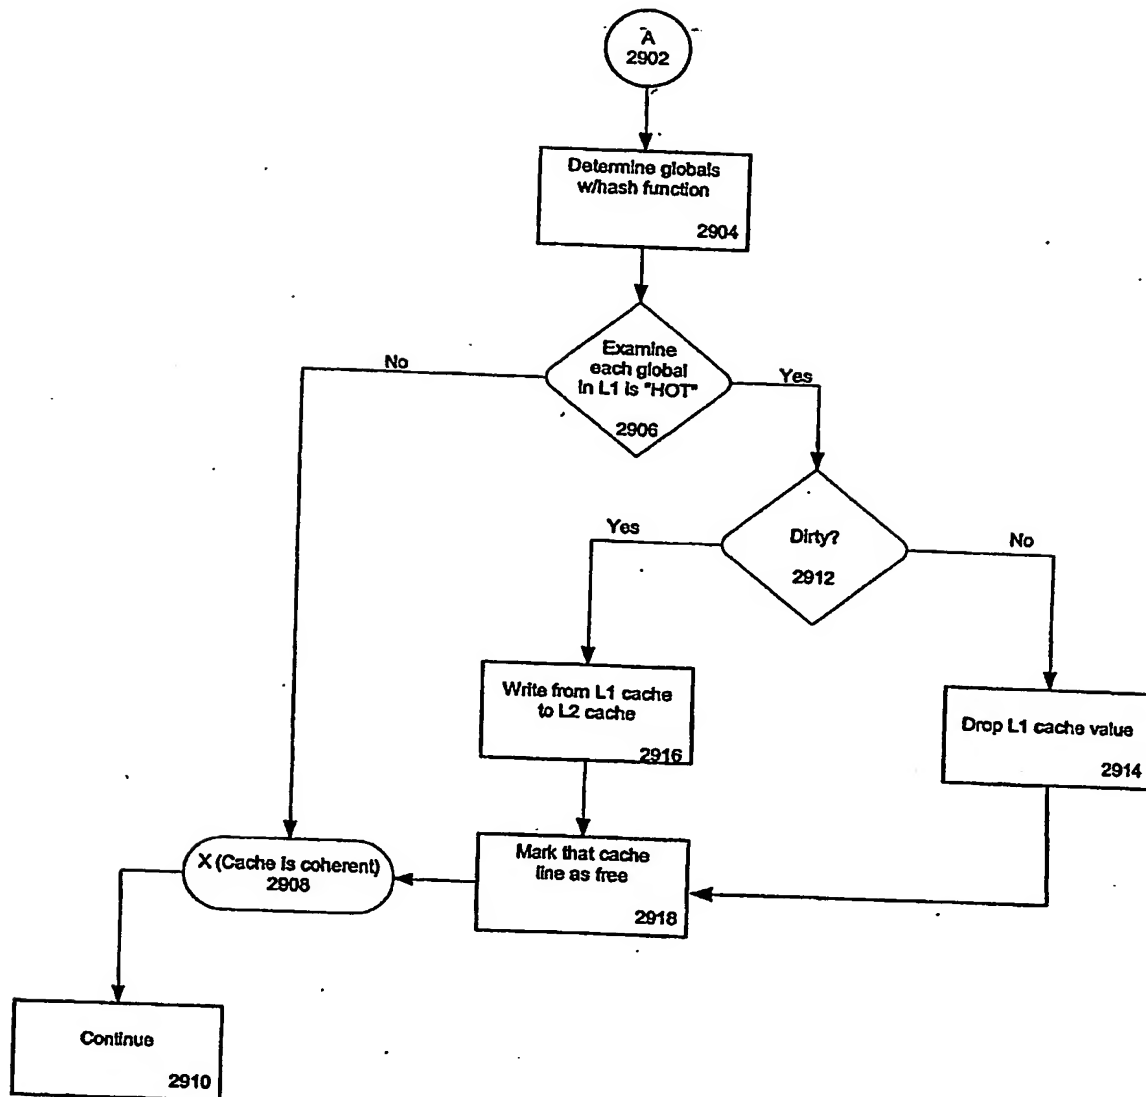 A
2902
Determine globals
w/hash function
2904
Examine
each global
in L1 is "HOT"
2906
No
Yes
Dirty?
2912
Yes
No
Write from L1 cache
to L2 cache
2916
Drop L1 cache value
2914
X (Cache is coherent)
2908
Mark that cache
line as free
2918
Continue
2910